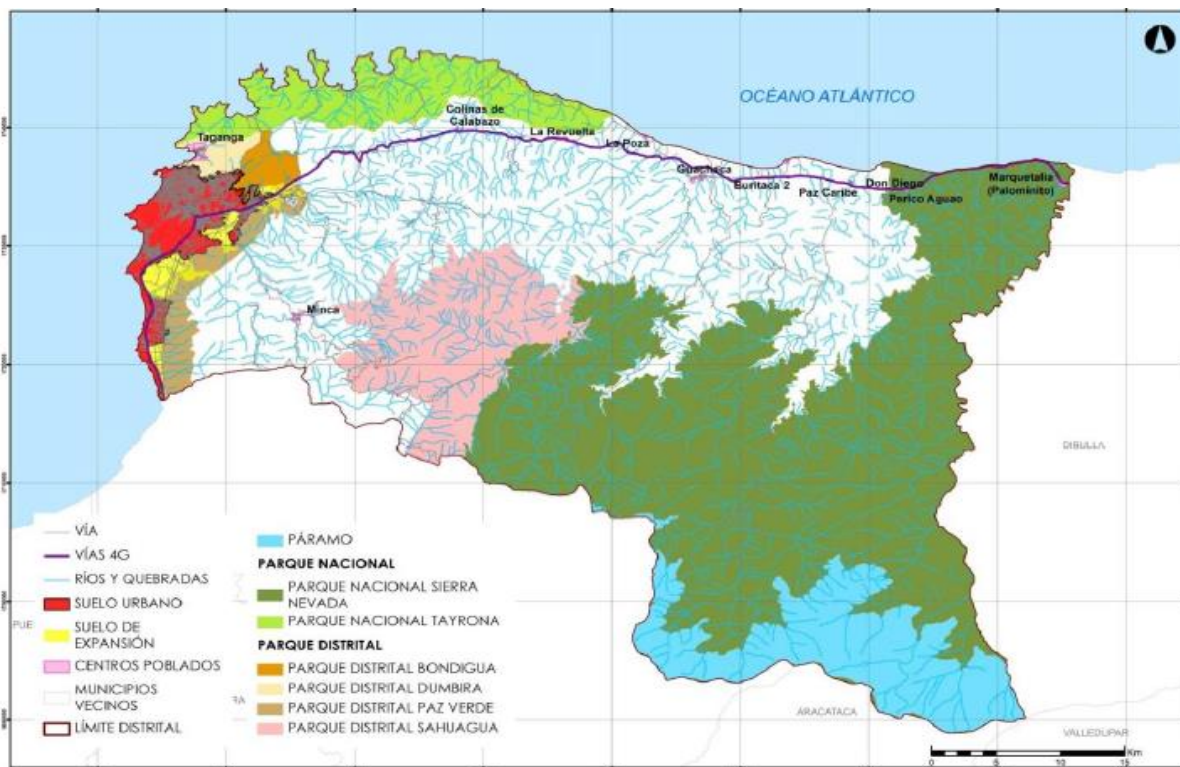 OCÉANO ATLÁNTICO
Taganga
Colinas de
Calabazo
La Revuelta
La Poza
Guachaca
Buritaca 2
Paz Caribe
Don Diego
Perico Aguao
Marquetalia
(Palominito)
Minca
DIBULLA
ARACATACA
VALLEDUPAR
PUE
RA
VÍA
VÍAS 4G
RÍOS Y QUEBRADAS
SUELO URBANO
SUELO DE
EXPANSIÓN
CENTROS POBLADOS
MUNICIPIOS
VECINOS
LÍMITE DISTRITAL
PÁRAMO
PARQUE NACIONAL
PARQUE NACIONAL SIERRA
NEVADA
PARQUE NACIONAL TAYRONA
PARQUE DISTRITAL
PARQUE DISTRITAL BONDIGUA
PARQUE DISTRITAL DUMBIRA
PARQUE DISTRITAL PAZ VERDE
PARQUE DISTRITAL SAHUAGUA
Km
0 5 10 15